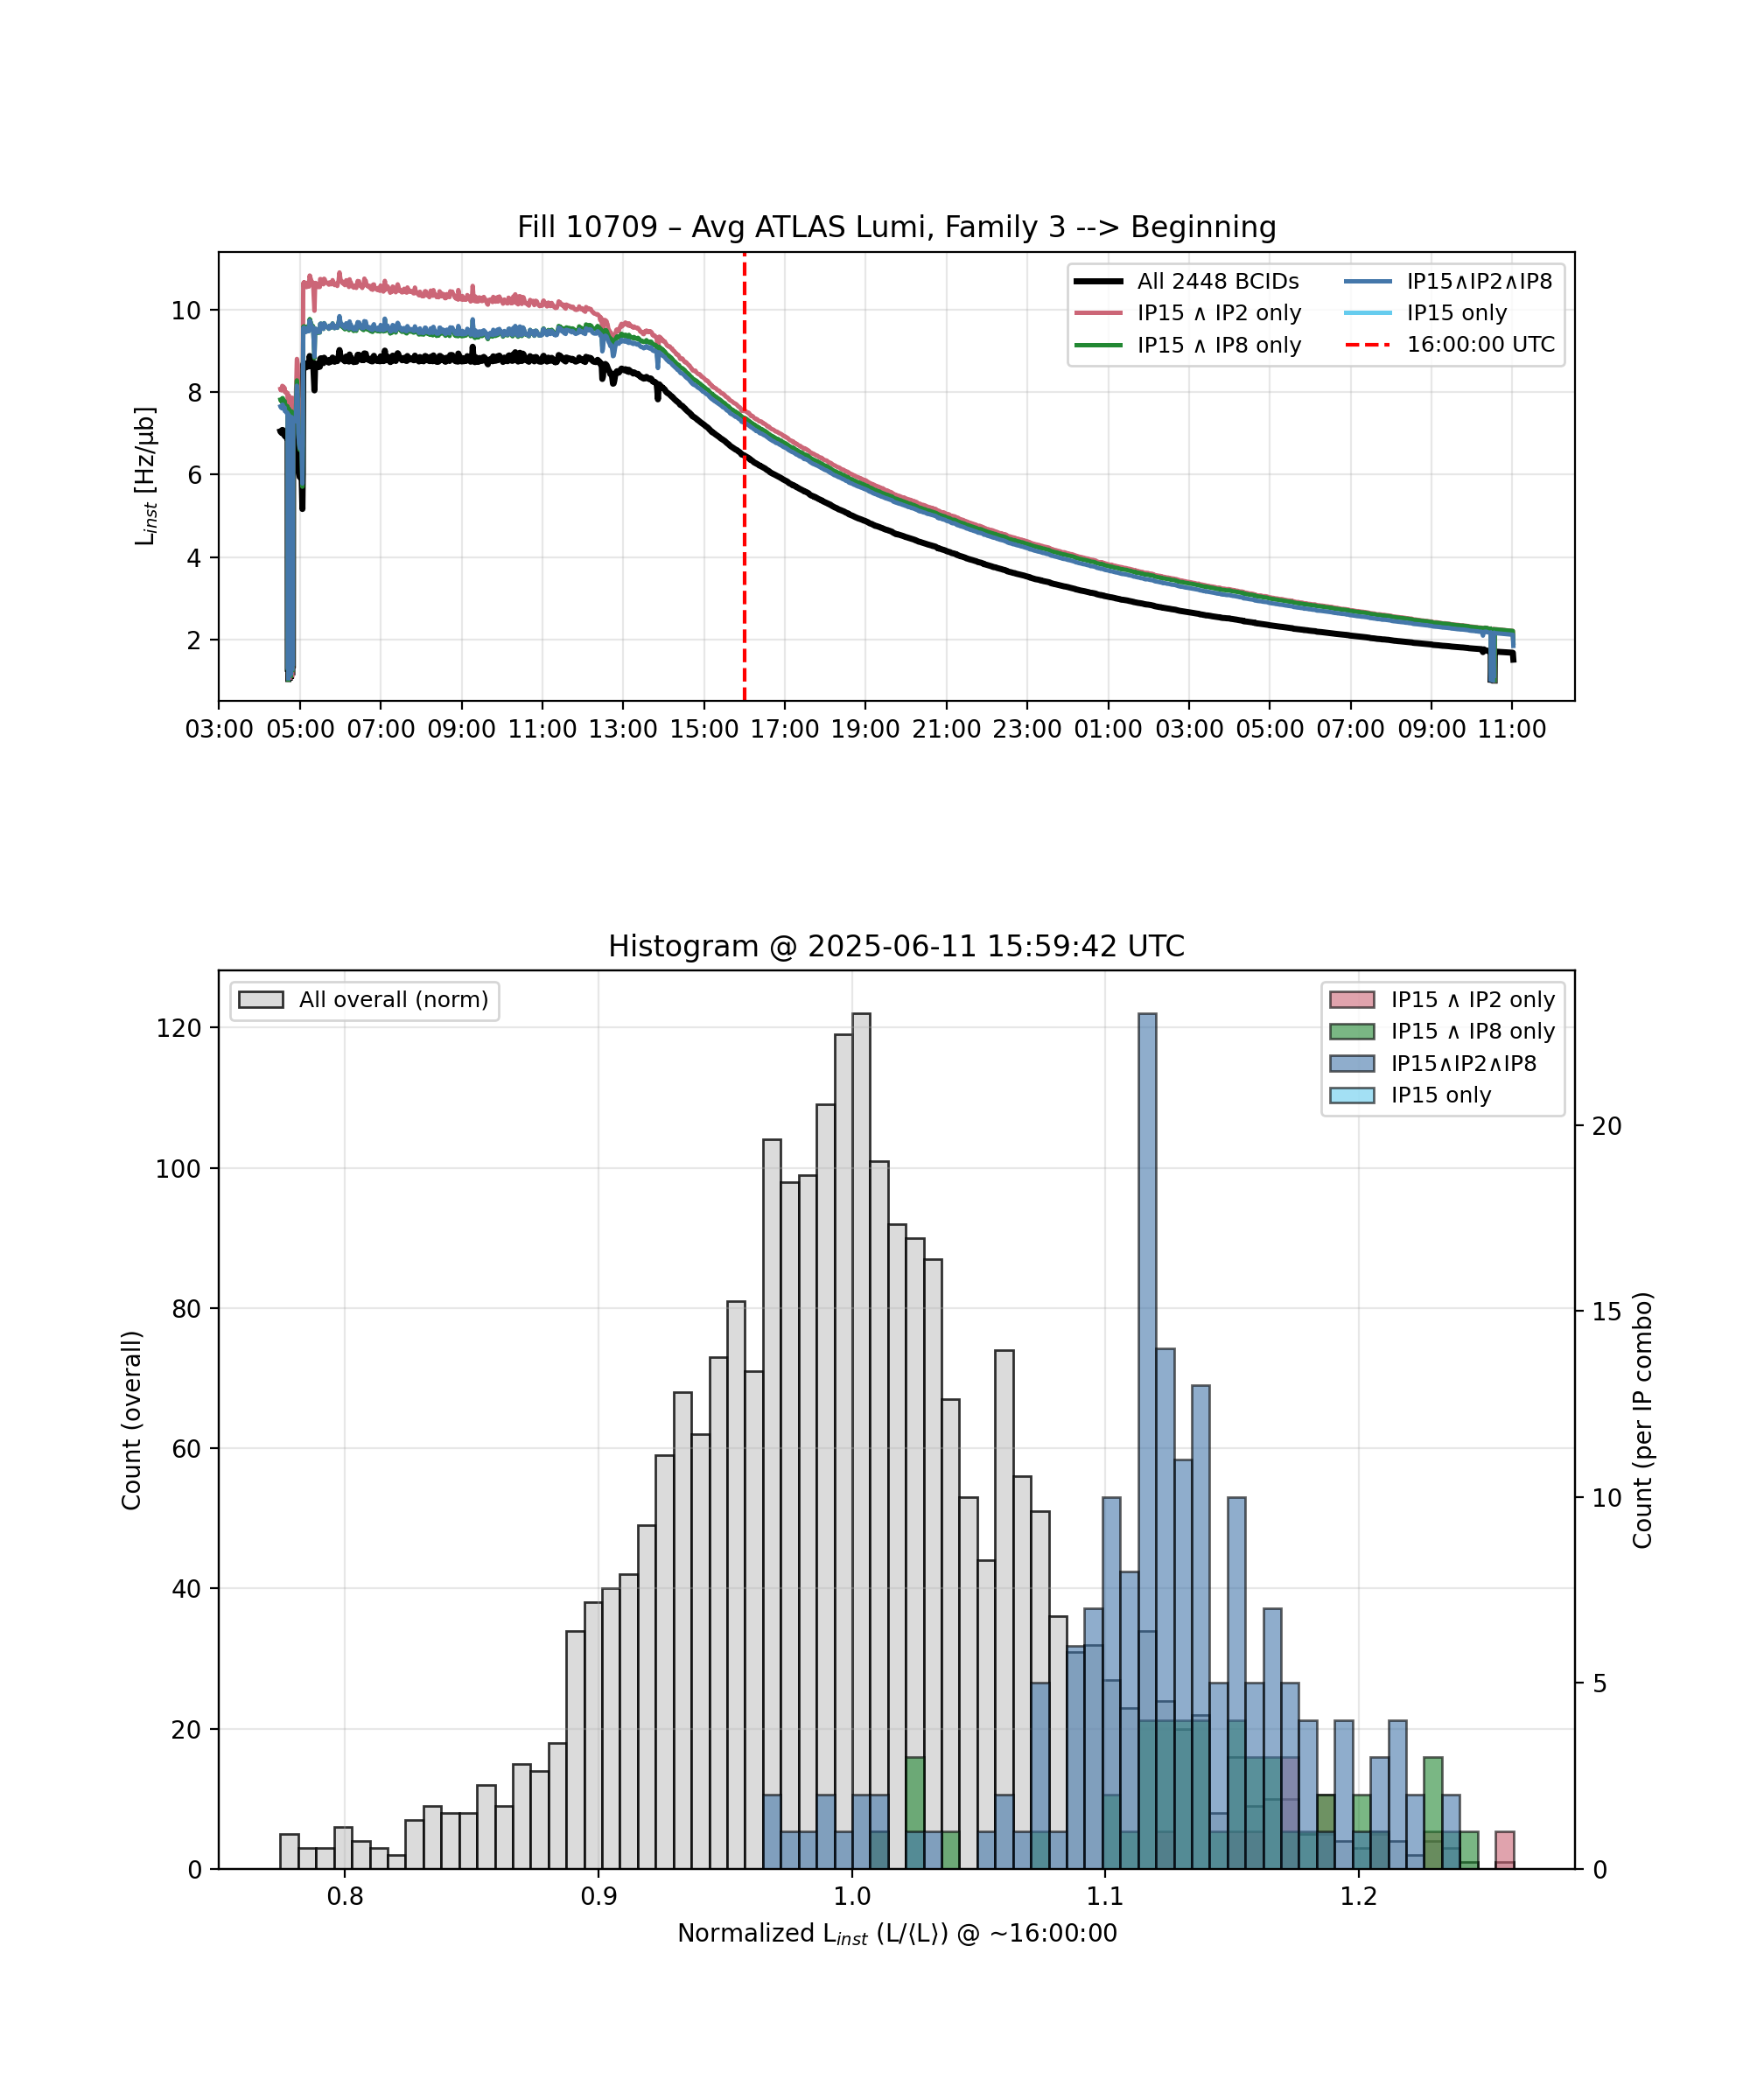 Fill 10709 – Avg ATLAS Lumi, Family 3 --> Beginning
L_inst [Hz/μb]
10
8
6
4
2
All 2448 BCIDs
IP15 ∧ IP2 only
IP15 ∧ IP8 only
IP15∧IP2∧IP8
IP15 only
16:00:00 UTC
03:00 05:00 07:00 09:00 11:00 13:00 15:00 17:00 19:00 21:00 23:00 01:00 03:00 05:00 07:00 09:00 11:00
Histogram @ 2025-06-11 15:59:42 UTC
All overall (norm)
IP15 ∧ IP2 only
IP15 ∧ IP8 only
IP15∧IP2∧IP8
IP15 only
Count (overall)
120
100
80
60
40
20
0
20
15
10
5
0
Count (per IP combo)
0.8 0.9 1.0 1.1 1.2
Normalized L_inst (L/⟨L⟩) @ ~16:00:00